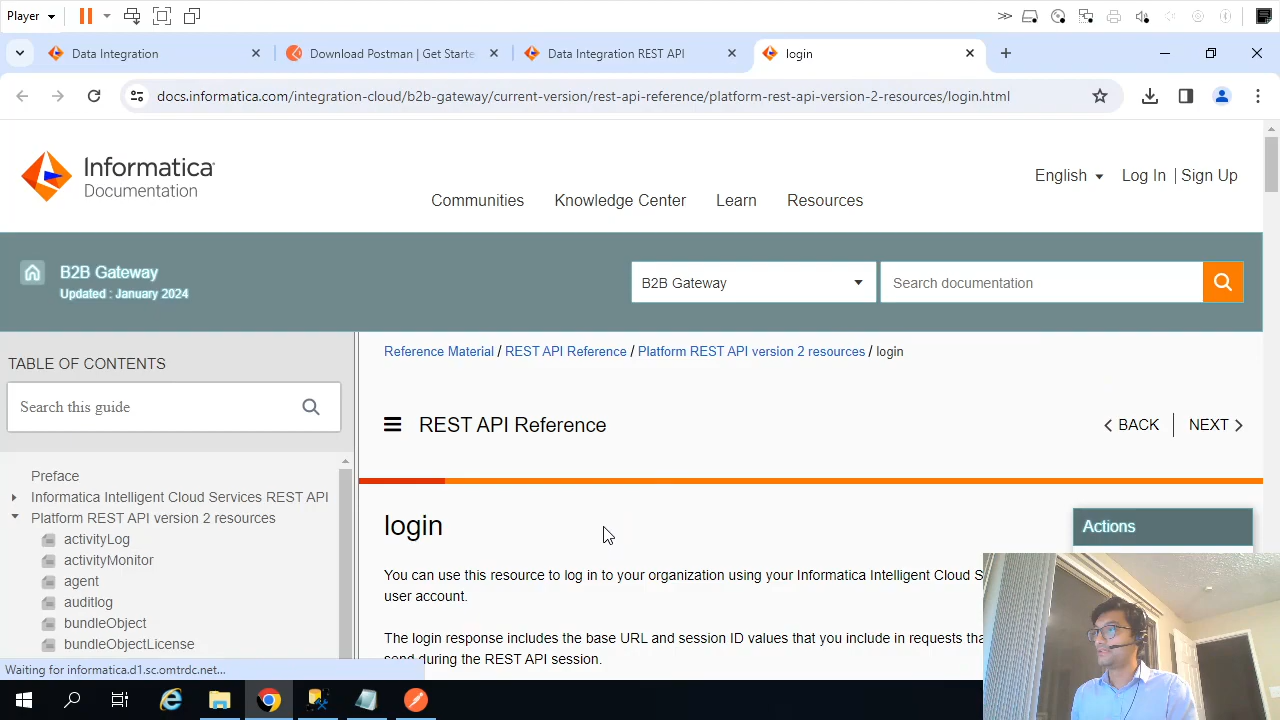 Player
Data Integration
Download Postman | Get Starte
Data Integration REST API
login
docs.informatica.com/integration-cloud/b2b-gateway/current-version/rest-api-reference/platform-rest-api-version-2-resources/login.html
Informatica
Documentation
Communities
Knowledge Center
Learn
Resources
English
Log In | Sign Up
B2B Gateway
Updated : January 2024
B2B Gateway
Search documentation
TABLE OF CONTENTS
Search this guide
Preface
Informatica Intelligent Cloud Services REST API
Platform REST API version 2 resources
activityLog
activityMonitor
agent
auditlog
bundleObject
bundleObjectLicense
Reference Material / REST API Reference / Platform REST API version 2 resources / login
REST API Reference
BACK
NEXT
login
Actions
You can use this resource to log in to your organization using your Informatica Intelligent Cloud S
user account.
The login response includes the base URL and session ID values that you include in requests tha
send during the REST API session.
Waiting for informatica.d1.sc.omtrdc.net...